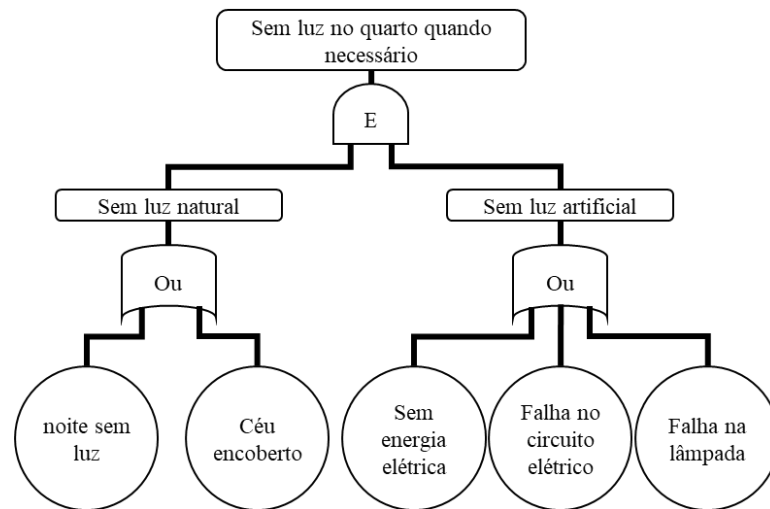 Sem luz no quarto quando
necessário
E
Sem luz natural
Sem luz artificial
Ou
Ou
noite sem
luz
Céu
encoberto
Sem
energia
elétrica
Falha no
circuito
elétrico
Falha na
lâmpada